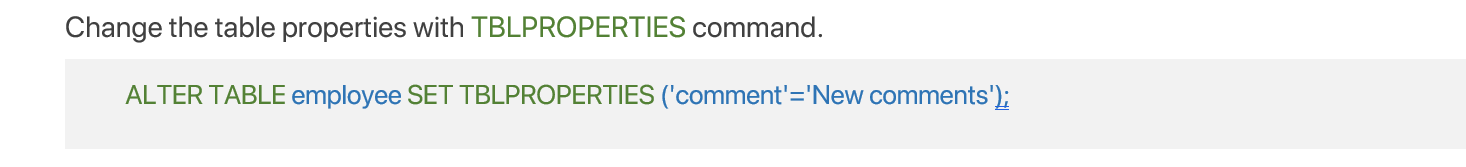 Change the table properties with TBLPROPERTIES command.
ALTER TABLE employee SET TBLPROPERTIES ('comment'='New comments');